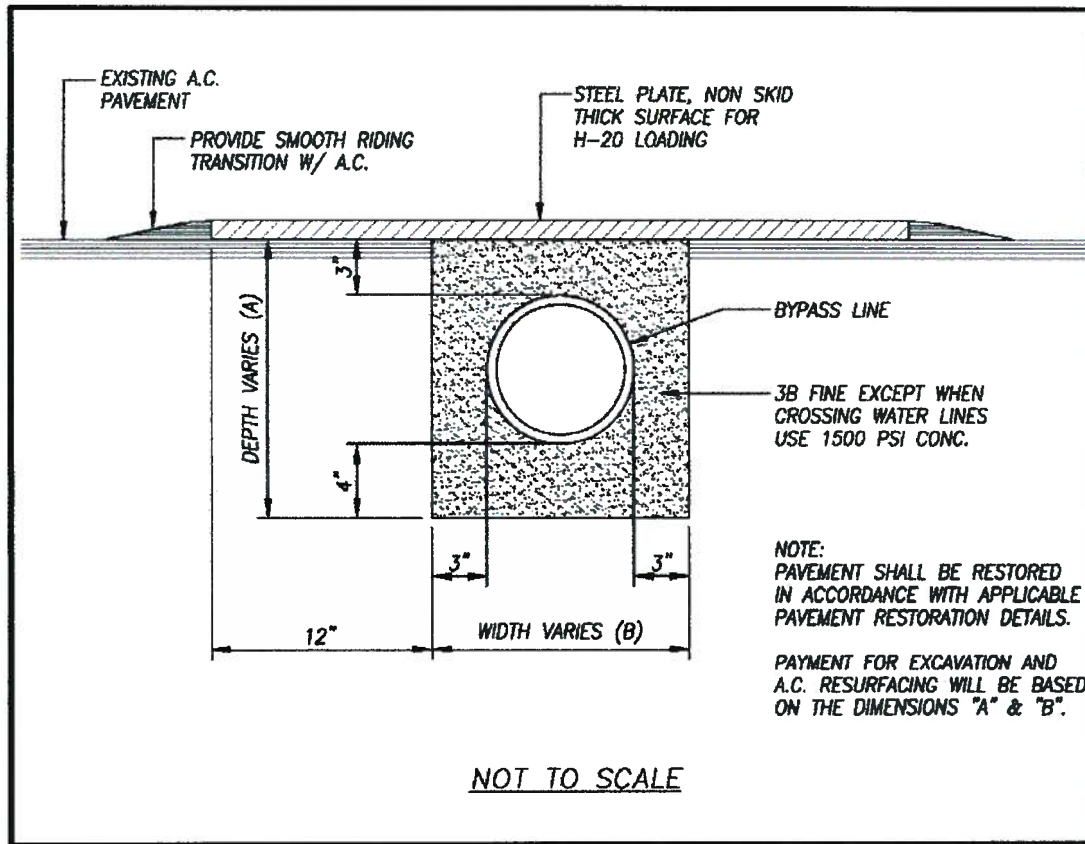 EXISTING A.C.
PAVEMENT
PROVIDE SMOOTH RIDING
TRANSITION W/ A.C.
STEEL PLATE, NON SKID
THICK SURFACE FOR
H-20 LOADING
3"
DEPTH VARIES (A)
BYPASS LINE
3B FINE EXCEPT WHEN
CROSSING WATER LINES
USE 1500 PSI CONC.
4"
3"
3"
12"
WIDTH VARIES (B)
NOTE:
PAVEMENT SHALL BE RESTORED
IN ACCORDANCE WITH APPLICABLE
PAVEMENT RESTORATION DETAILS.
PAYMENT FOR EXCAVATION AND
A.C. RESURFACING WILL BE BASED
ON THE DIMENSIONS "A" & "B".
NOT TO SCALE